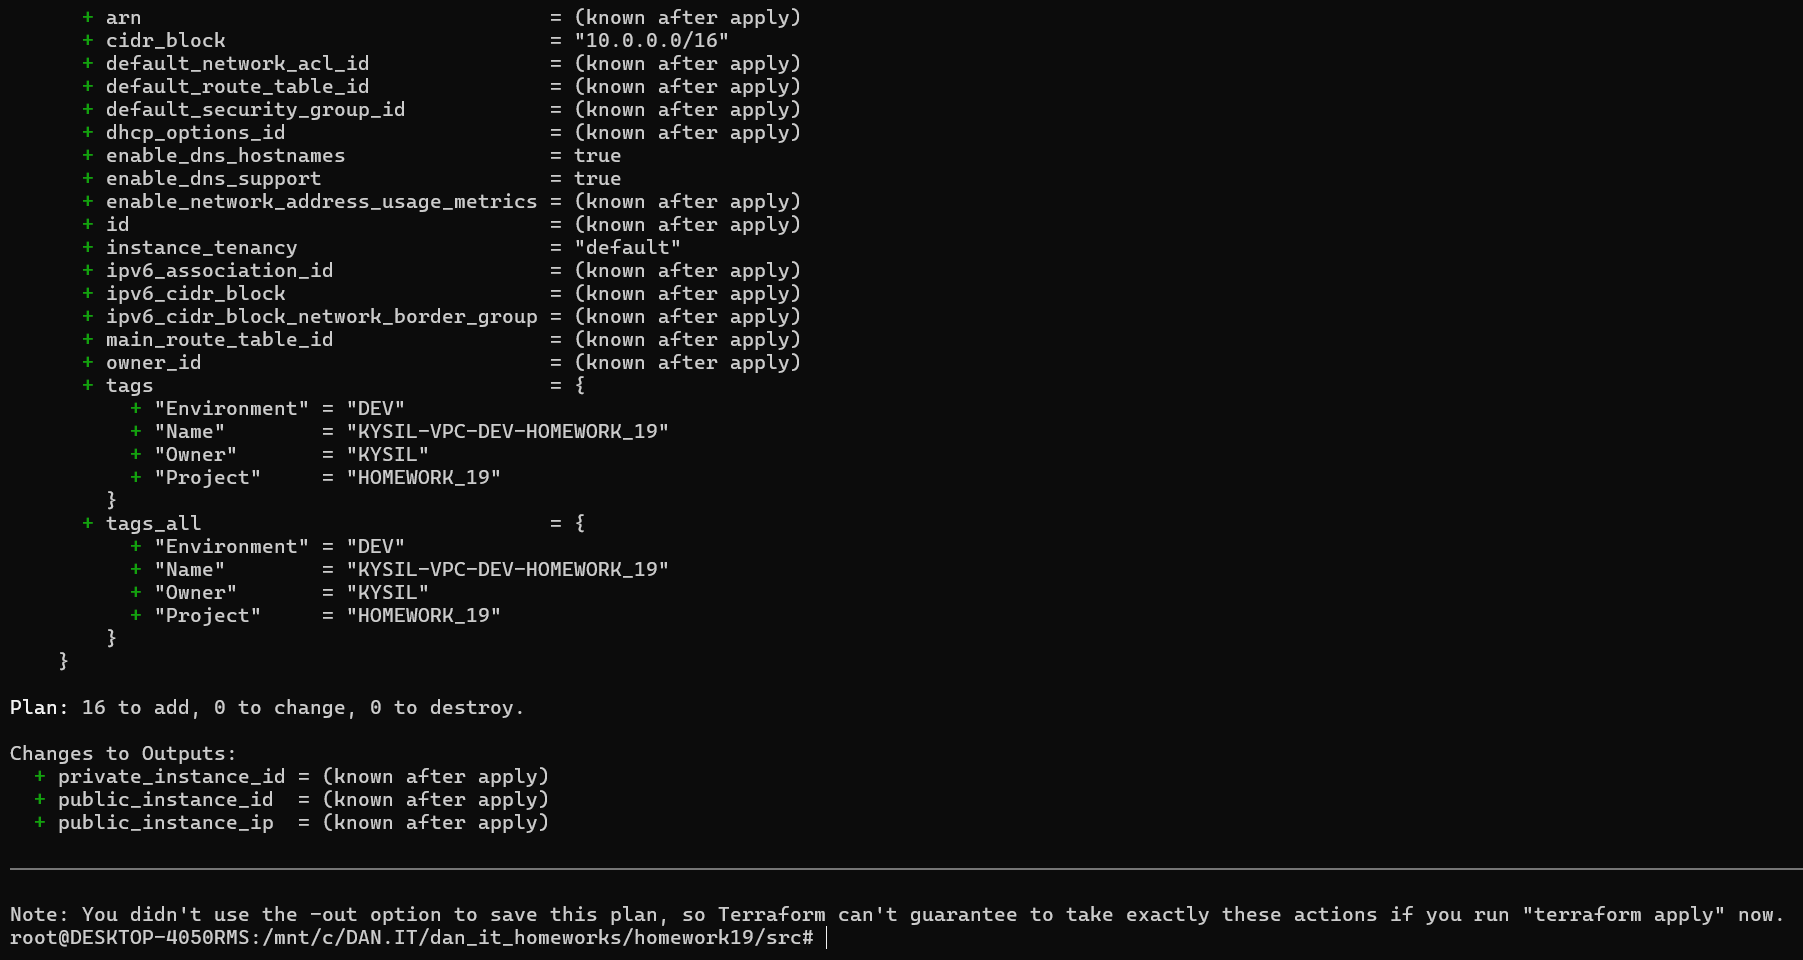 + arn                                  = (known after apply)
+ cidr_block                           = "10.0.0.0/16"
+ default_network_acl_id               = (known after apply)
+ default_route_table_id               = (known after apply)
+ default_security_group_id            = (known after apply)
+ dhcp_options_id                      = (known after apply)
+ enable_dns_hostnames                 = true
+ enable_dns_support                   = true
+ enable_network_address_usage_metrics = (known after apply)
+ id                                   = (known after apply)
+ instance_tenancy                     = "default"
+ ipv6_association_id                  = (known after apply)
+ ipv6_cidr_block                      = (known after apply)
+ ipv6_cidr_block_network_border_group = (known after apply)
+ main_route_table_id                  = (known after apply)
+ owner_id                             = (known after apply)
+ tags                                 = {
    + "Environment" = "DEV"
    + "Name"        = "KYSIL-VPC-DEV-HOMEWORK_19"
    + "Owner"       = "KYSIL"
    + "Project"     = "HOMEWORK_19"
  }
+ tags_all                             = {
    + "Environment" = "DEV"
    + "Name"        = "KYSIL-VPC-DEV-HOMEWORK_19"
    + "Owner"       = "KYSIL"
    + "Project"     = "HOMEWORK_19"
  }
}
Plan: 16 to add, 0 to change, 0 to destroy.
Changes to Outputs:
  + private_instance_id = (known after apply)
  + public_instance_id  = (known after apply)
  + public_instance_ip  = (known after apply)
Note: You didn't use the -out option to save this plan, so Terraform can't guarantee to take exactly these actions if you run "terraform apply" now.
root@DESKTOP-4050RMS:/mnt/c/DAN.IT/dan_it_homeworks/homework19/src#